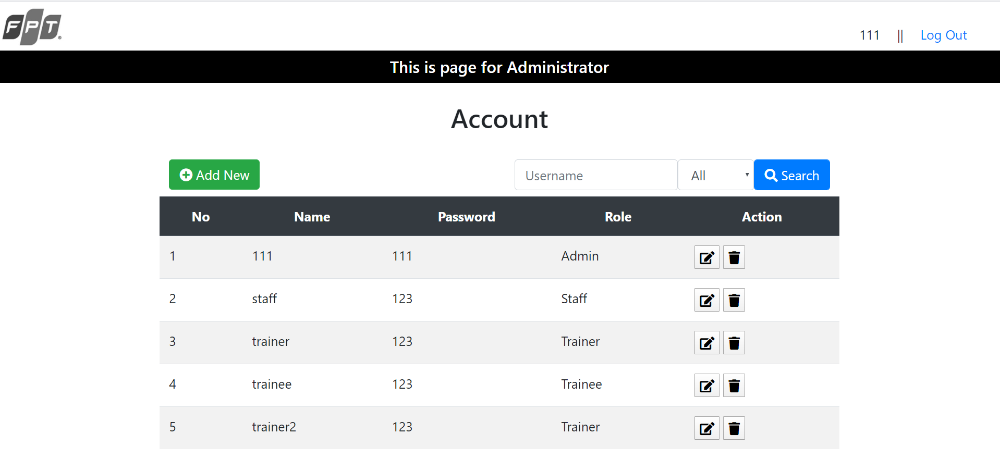 FPT®
111 || Log Out
This is page for Administrator
Account
Add New Username All Search
No Name Password Role Action
1 111 111 Admin
2 staff 123 Staff
3 trainer 123 Trainer
4 trainee 123 Trainee
5 trainer2 123 Trainer